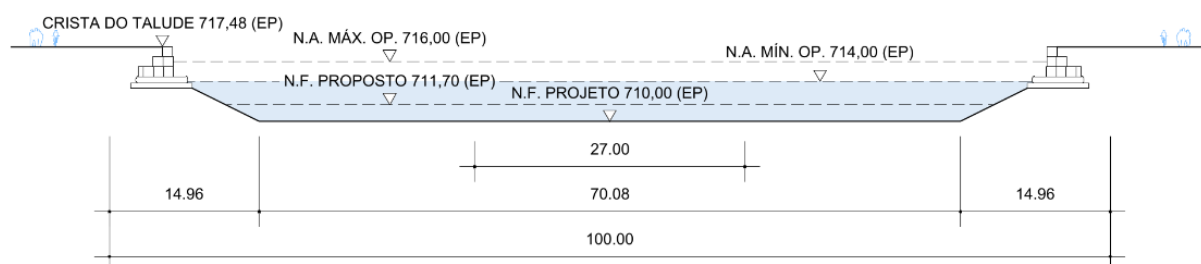 CRISTA DO TALUDE 717,48 (EP)
N.A. MÁX. OP. 716,00 (EP)
N.A. MÍN. OP. 714,00 (EP)
N.F. PROPOSTO 711,70 (EP)
N.F. PROJETO 710,00 (EP)
27.00
14.96
70.08
14.96
100.00